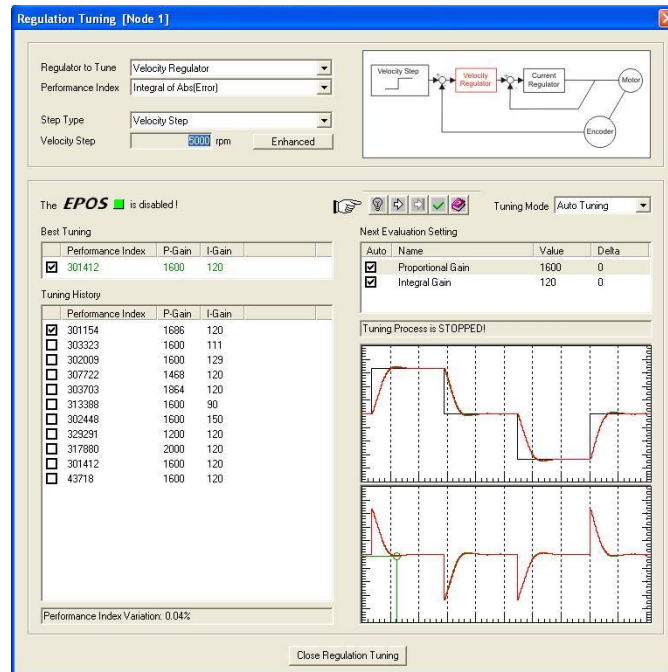 Regulation Tuning [Node 1]
Regulator to Tune Velocity Regulator
Performance Index Integral of Abs(Error)
Step Type Velocity Step
Velocity Step 5000 rpm Enhanced
Velocity Step
Velocity Regulator
Current Regulator
Motor
Encoder
The EPOS is disabled !
Tuning Mode Auto Tuning
Best Tuning
Performance Index P-Gain I-Gain
301412 1600 120
Next Evaluation Setting
Auto Name Value Delta
Proportional Gain 1600 0
Integral Gain 120 0
Tuning History
Performance Index P-Gain I-Gain
301154 1686 120
303323 1600 111
302009 1600 129
307722 1468 120
303703 1864 120
313388 1600 90
302448 1600 150
329291 1200 120
317880 2000 120
301412 1600 120
43718 1600 120
Tuning Process is STOPPED!
Performance Index Variation: 0.04%
Close Regulation Tuning